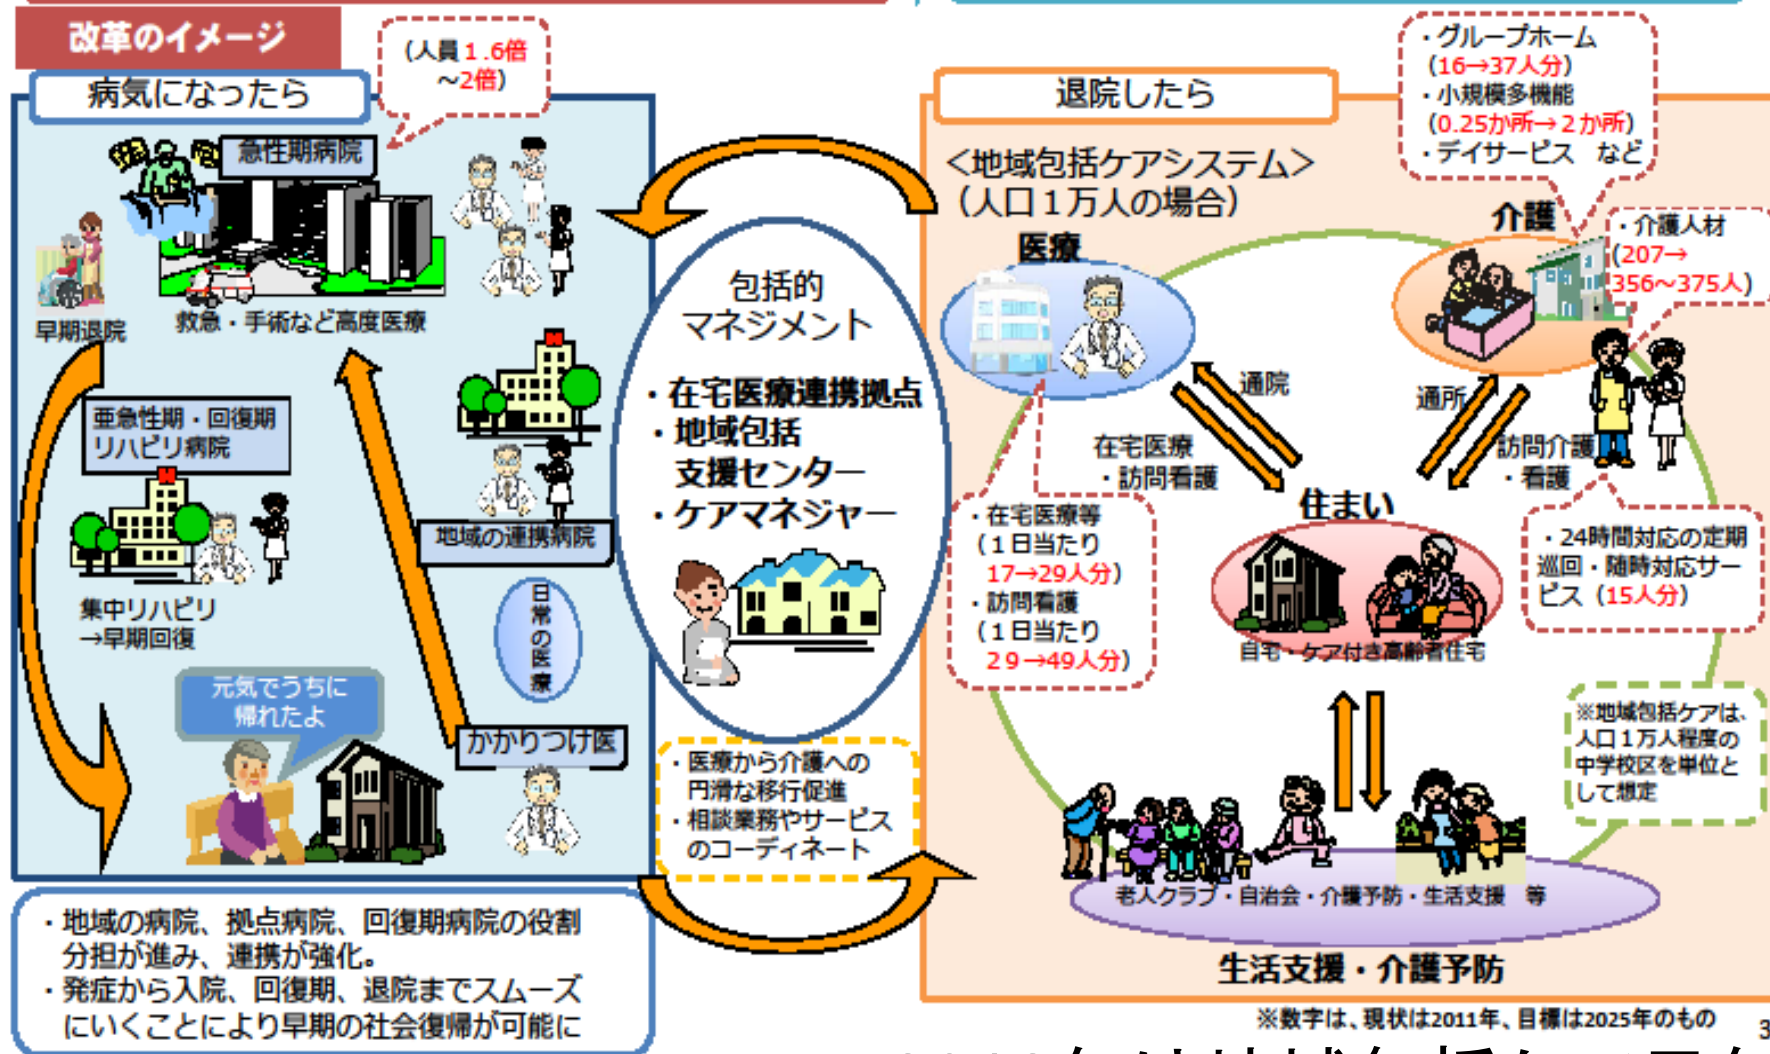 改革のイメージ
(人員1.6倍
～2倍)
病気になったら
急性期病院
早期退院
救急・手術など高度医療
亜急性期・回復期
リハビリ病院
集中リハビリ
→早期回復
地域の連携病院
日常の医療
元気でうちに
帰れたよ
かかりつけ医
・地域の病院、拠点病院、回復期病院の役割
分担が進み、連携が強化。
・発症から入院、回復期、退院までスムーズ
にいくことにより早期の社会復帰が可能に
包括的
マネジメント
・在宅医療連携拠点
・地域包括
支援センター
・ケアマネジャー
・医療から介護への
円滑な移行促進
・相談業務やサービス
のコーディネート
退院したら
＜地域包括ケアシステム＞
(人口１万人の場合)
・グループホーム
(16→37人分)
・小規模多機能
(0.25か所→２か所)
・デイサービス　など
医療
介護
・介護人材
(207→
356～375人)
通院
在宅医療
・訪問看護
通所
訪問介護
・看護
・在宅医療等
(１日当たり
17→29人分)
・訪問看護
(１日当たり
２９→49人分)
住まい
自宅・ケア付き高齢者住宅
・24時間対応の定期
巡回・随時対応サー
ビス（15人分）
※地域包括ケアは、
人口１万人程度の
中学校区を単位と
して想定
老人クラブ・自治会・介護予防・生活支援　等
生活支援・介護予防
※数字は、現状は2011年、目標は2025年のもの
3